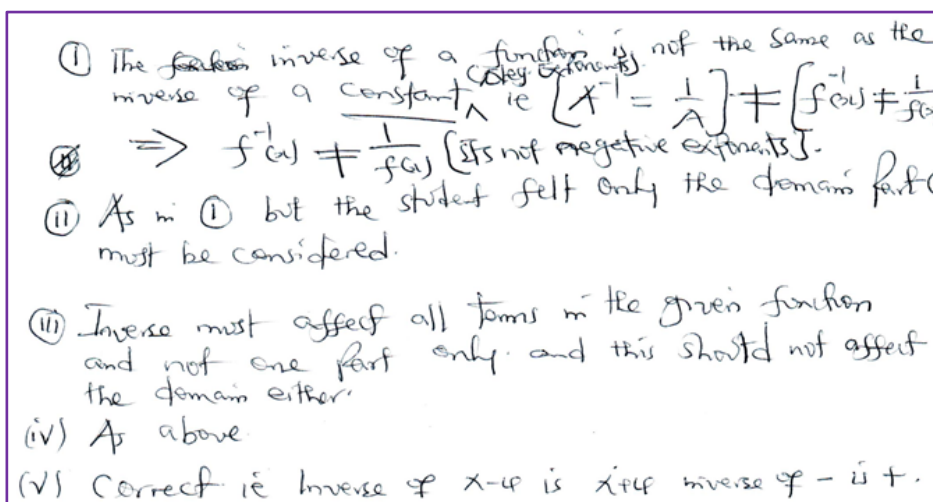 (i) The inverse of a function is not the same as the
inverse of a constant (Neg. exponents) ie [A⁻¹ = 1/A] ≠ [f⁻¹(x) ≠ 1/f(x)
⇒ f⁻¹(x) ≠ 1/f(x) [Its not negative exponents].
(ii) As in (i) but the student felt only the domain part (
must be considered.
(iii) Inverse must affect all terms in the given function
and not one part only. and this should not affect
the domain either.
(iv) As above
(v) Correct ie Inverse of x-4 is x+4 inverse of - is +.